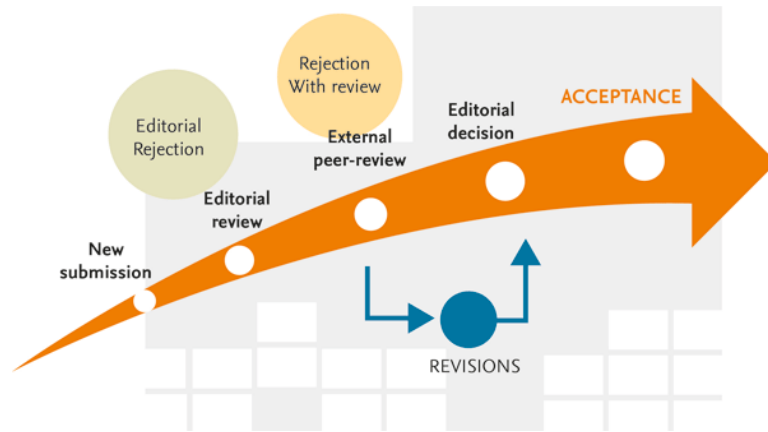 Rejection
With review
Editorial
Rejection
New
submission
Editorial
review
External
peer-review
Editorial
decision
ACCEPTANCE
REVISIONS